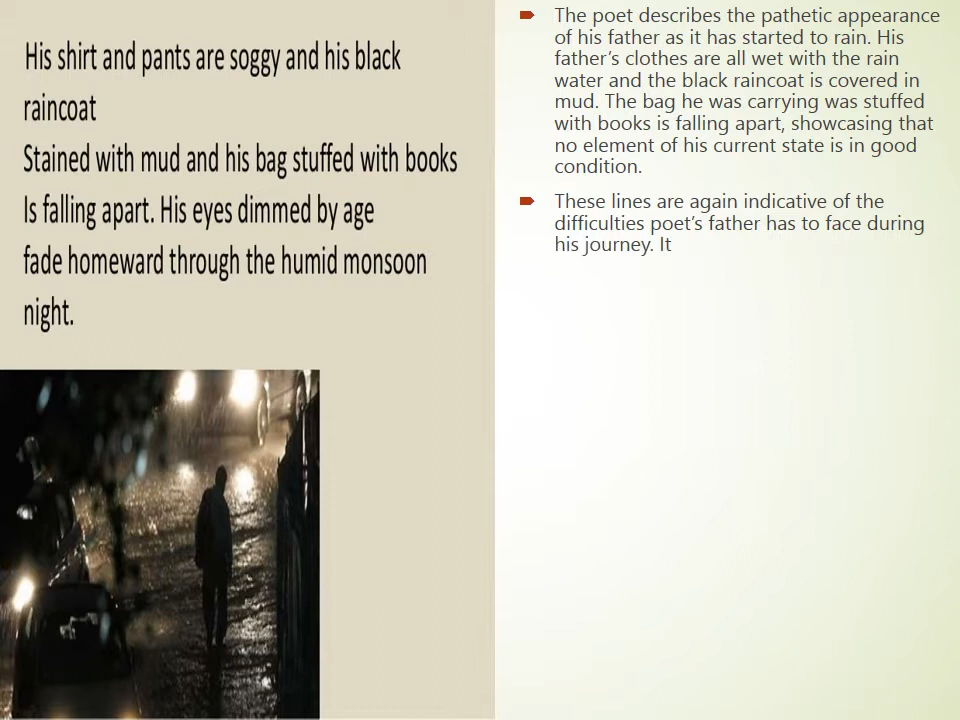 His shirt and pants are soggy and his black
raincoat
Stained with mud and his bag stuffed with books
Is falling apart. His eyes dimmed by age
fade homeward through the humid monsoon
night.
The poet describes the pathetic appearance
of his father as it has started to rain. His
father’s clothes are all wet with the rain
water and the black raincoat is covered in
mud. The bag he was carrying was stuffed
with books is falling apart, showcasing that
no element of his current state is in good
condition.
These lines are again indicative of the
difficulties poet’s father has to face during
his journey. It